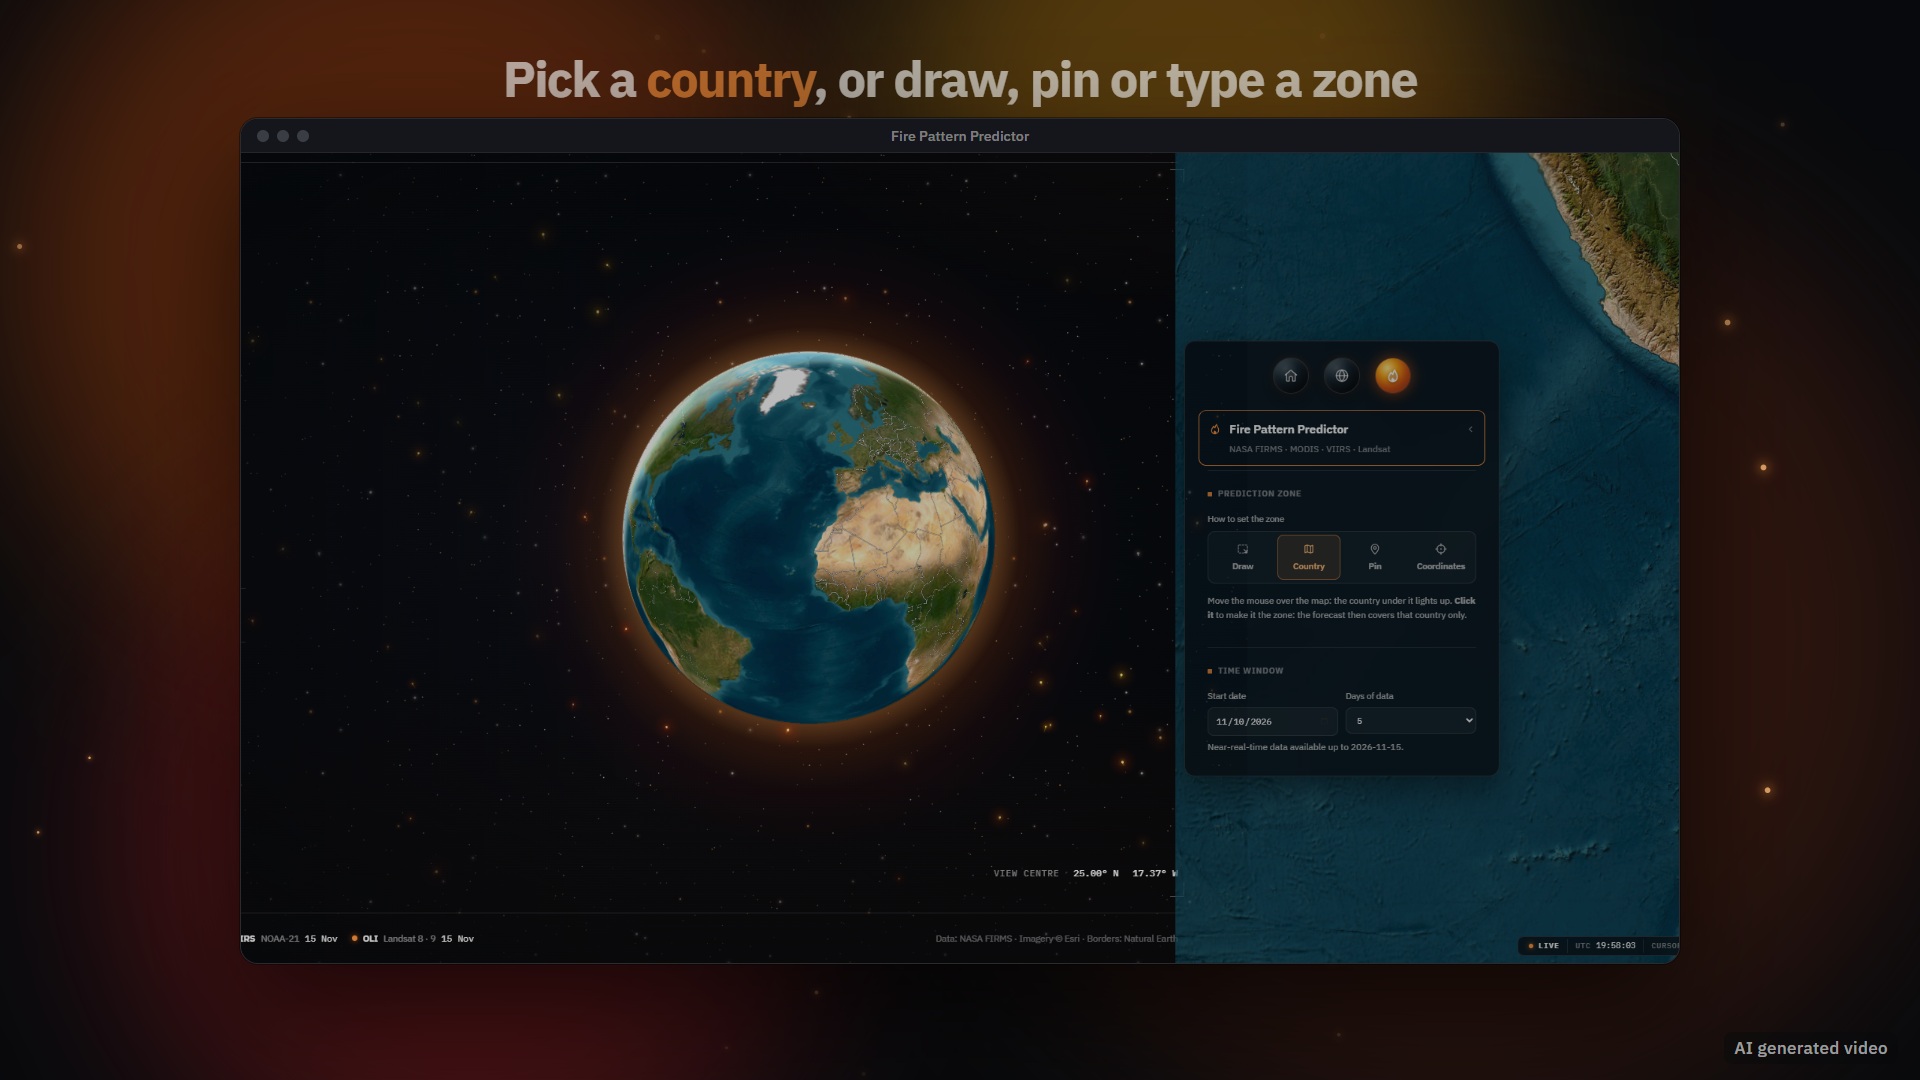 Pick a country, or draw, pin or type a zone
Fire Pattern Predictor
Fire Pattern Predictor
NASA FIRMS · MODIS · VIIRS · Landsat
PREDICTION ZONE
How to set the zone
Draw
Country
Pin
Coordinates
Move the mouse over the map: the country under it lights up. Click
it to make it the zone: the forecast then covers that country only.
TIME WINDOW
Start date
Days of data
11/10/2026
5
Near-real-time data available up to 2026-11-15.
VIEW CENTRE 25.00° N 17.37° W
IRS NOAA-21 15 Nov OLI Landsat 8 · 9 15 Nov
Data: NASA FIRMS · Imagery © Esri · Borders: Natural Earth
LIVE UTC 19:58:03 CURSO
AI generated video